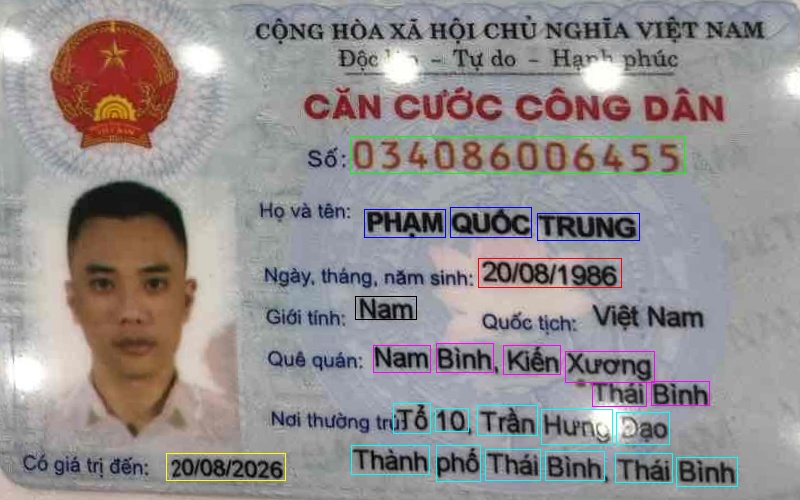 CỘNG HÒA XÃ HỘI CHỦ NGHĨA VIỆT NAM
Độc - Tự do - Hạnh phúc
CĂN CƯỚC CÔNG DÂN
Số: 034086006455
Họ và tên: PHẠM QUỐC TRUNG
Ngày, tháng, năm sinh: 20/08/1986
Giới tính: Nam Quốc tịch: Việt Nam
Quê quán: Nam Bình, Kiến Xương
Thái Bình
Nơi thường trú: Tổ 10, Trần Hưng Đạo
Thành phố Thái Bình, Thái Bình
Có giá trị đến: 20/08/2026